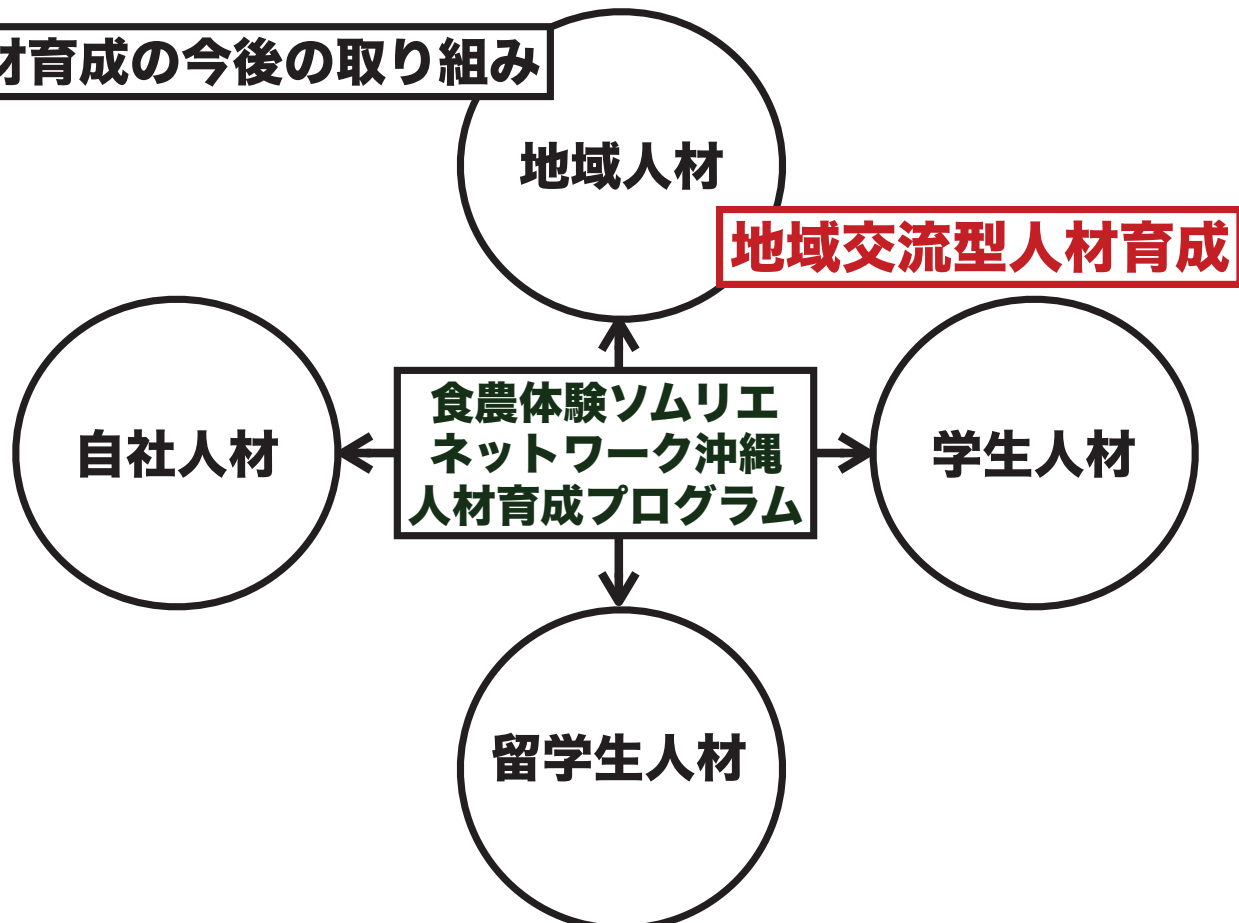 材育成の今後の取り組み
地域人材
地域交流型人材育成
自社人材
食農体験ソムリエ
ネットワーク沖縄
人材育成プログラム
学生人材
留学生人材